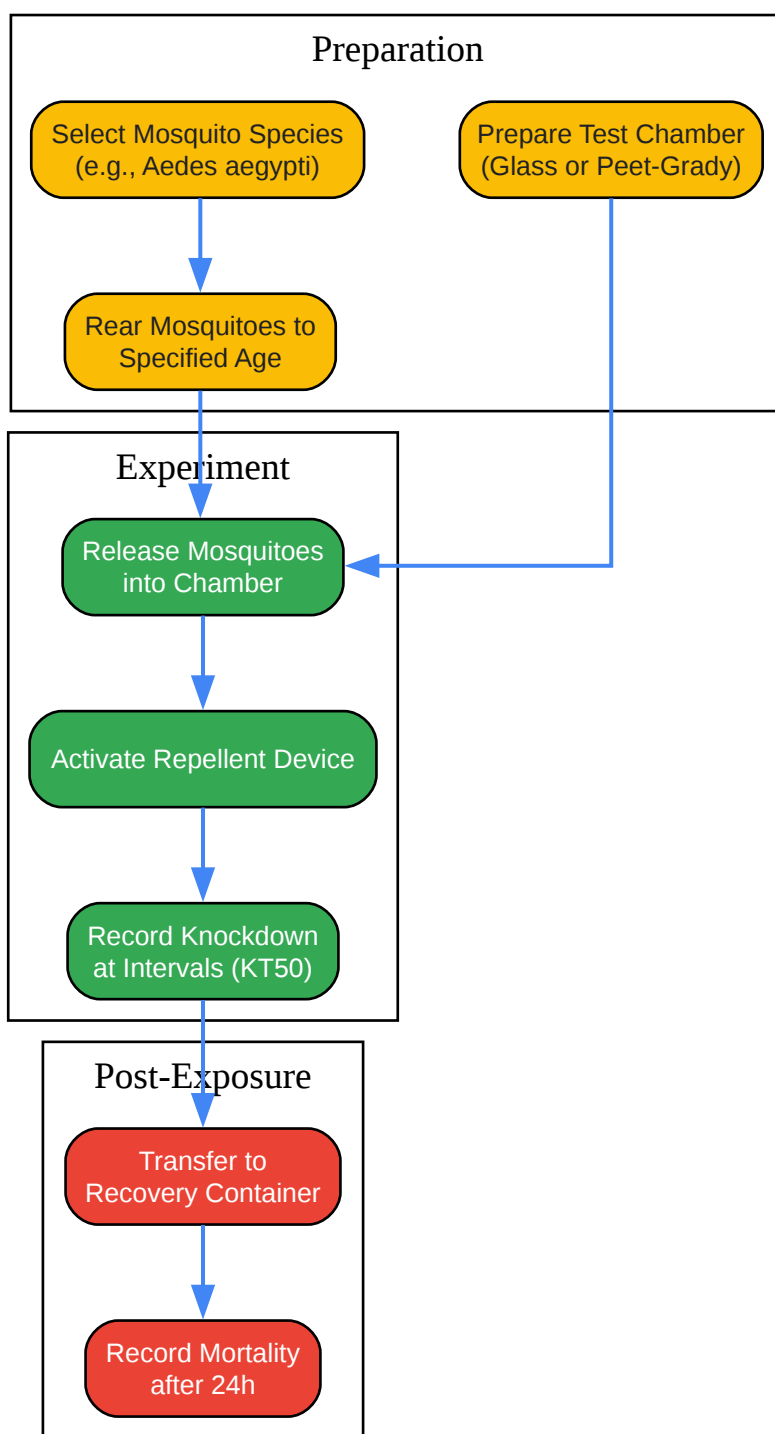 Preparation
Select Mosquito Species
(e.g., Aedes aegypti)
Prepare Test Chamber
(Glass or Peet-Grady)
Rear Mosquitoes to
Specified Age
Experiment
Release Mosquitoes
into Chamber
Activate Repellent Device
Record Knockdown
at Intervals (KT50)
Post-Exposure
Transfer to
Recovery Container
Record Mortality
after 24h